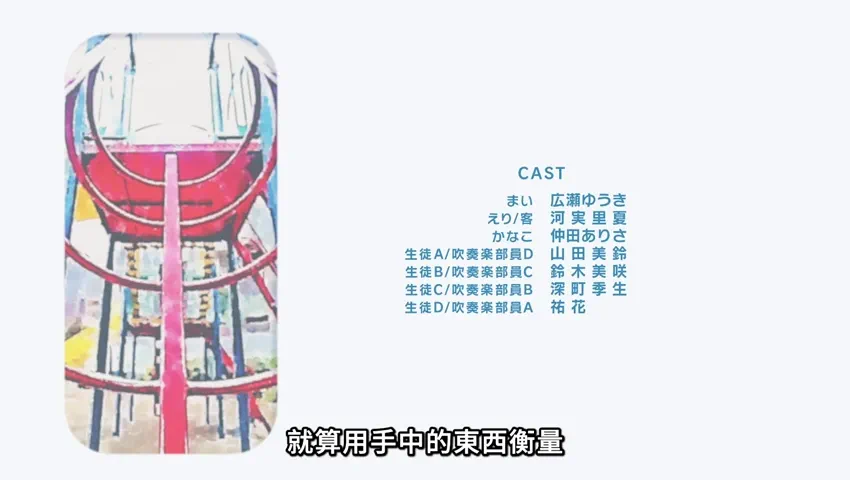 CAST
まい 広瀬ゆうき
えり/客 河実里夏
かなこ 仲田ありさ
生徒A/吹奏楽部員D 山田美鈴
生徒B/吹奏楽部員C 鈴木美咲
生徒C/吹奏楽部員B 深町季生
生徒D/吹奏楽部員A 祐花
就算用手中的東西衡量